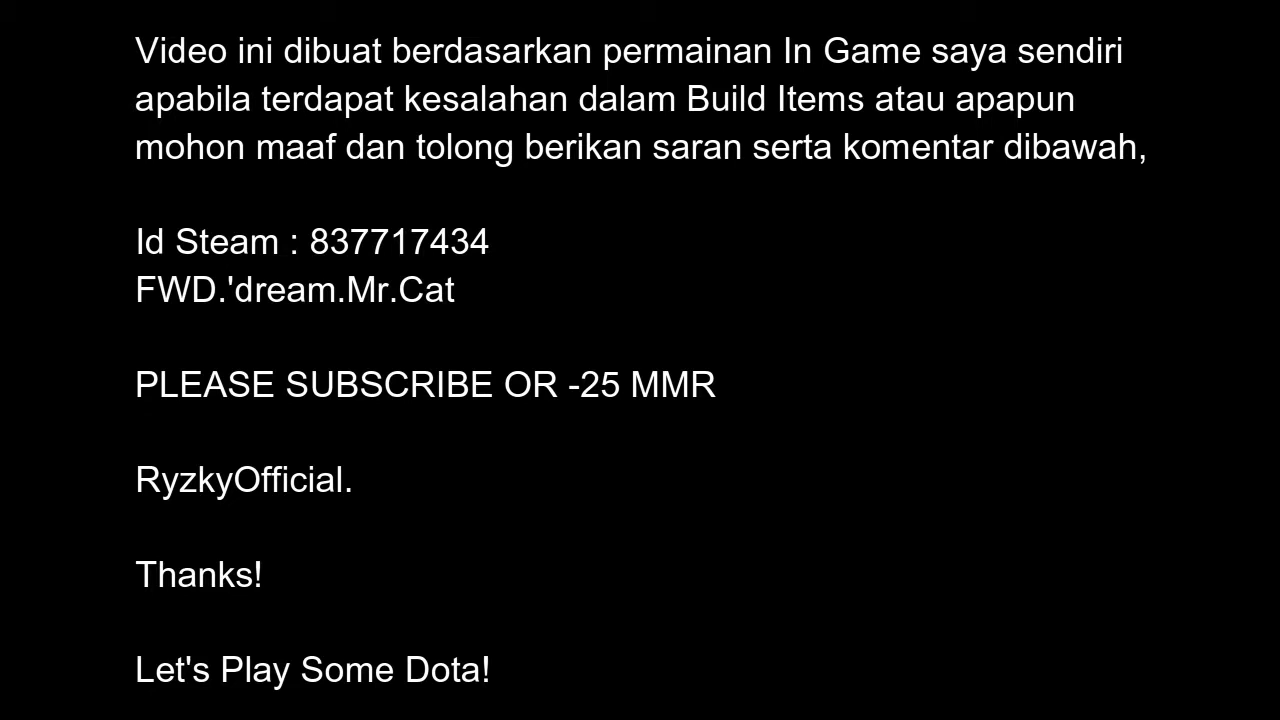 Video ini dibuat berdasarkan permainan In Game saya sendiri
apabila terdapat kesalahan dalam Build Items atau apapun
mohon maaf dan tolong berikan saran serta komentar dibawah,
Id Steam : 837717434
FWD.'dream.Mr.Cat
PLEASE SUBSCRIBE OR -25 MMR
RyzkyOfficial.
Thanks!
Let's Play Some Dota!